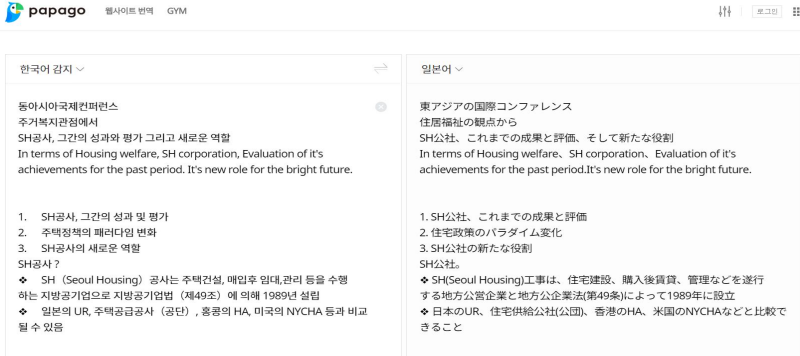 papago 웹사이트 번역 GYM 로그인
한국어 감지
동아시아국제컨퍼런스
주거복지관점에서
SH공사, 그간의 성과와 평가 그리고 새로운 역할
In terms of Housing welfare, SH corporation, Evaluation of it's
achievements for the past period. It's new role for the bright future.
1. SH공사, 그간의 성과 및 평가
2. 주택정책의 패러다임 변화
3. SH공사의 새로운 역할
SH공사 ?
❖ SH（Seoul Housing）공사는 주택건설, 매입후 임대,관리 등을 수행
하는 지방공기업으로 지방공기업법（제49조）에 의해 1989년 설립
❖ 일본의 UR, 주택공급공사（공단）, 홍콩의 HA, 미국의 NYCHA 등과 비교
될 수 있음
일본어
東アジアの国際コンファレンス
住居福祉の観点から
SH公社、これまでの成果と評価、そして新たな役割
In terms of Housing welfare、SH corporation、Evaluation of it's
achievements for the past period.It's new role for the bright future.
1. SH公社、これまでの成果と評価
2. 住宅政策のパラダイム変化
3. SH公社の新たな役割
SH公社。
❖ SH(Seoul Housing)工事は、住宅建設、購入後賃貸、管理などを遂行
する地方公営企業と地方公企業法(第49条)によって1989年に設立
❖ 日本のUR、住宅供給公社(公団)、香港のHA、米国のNYCHAなどと比較で
きること